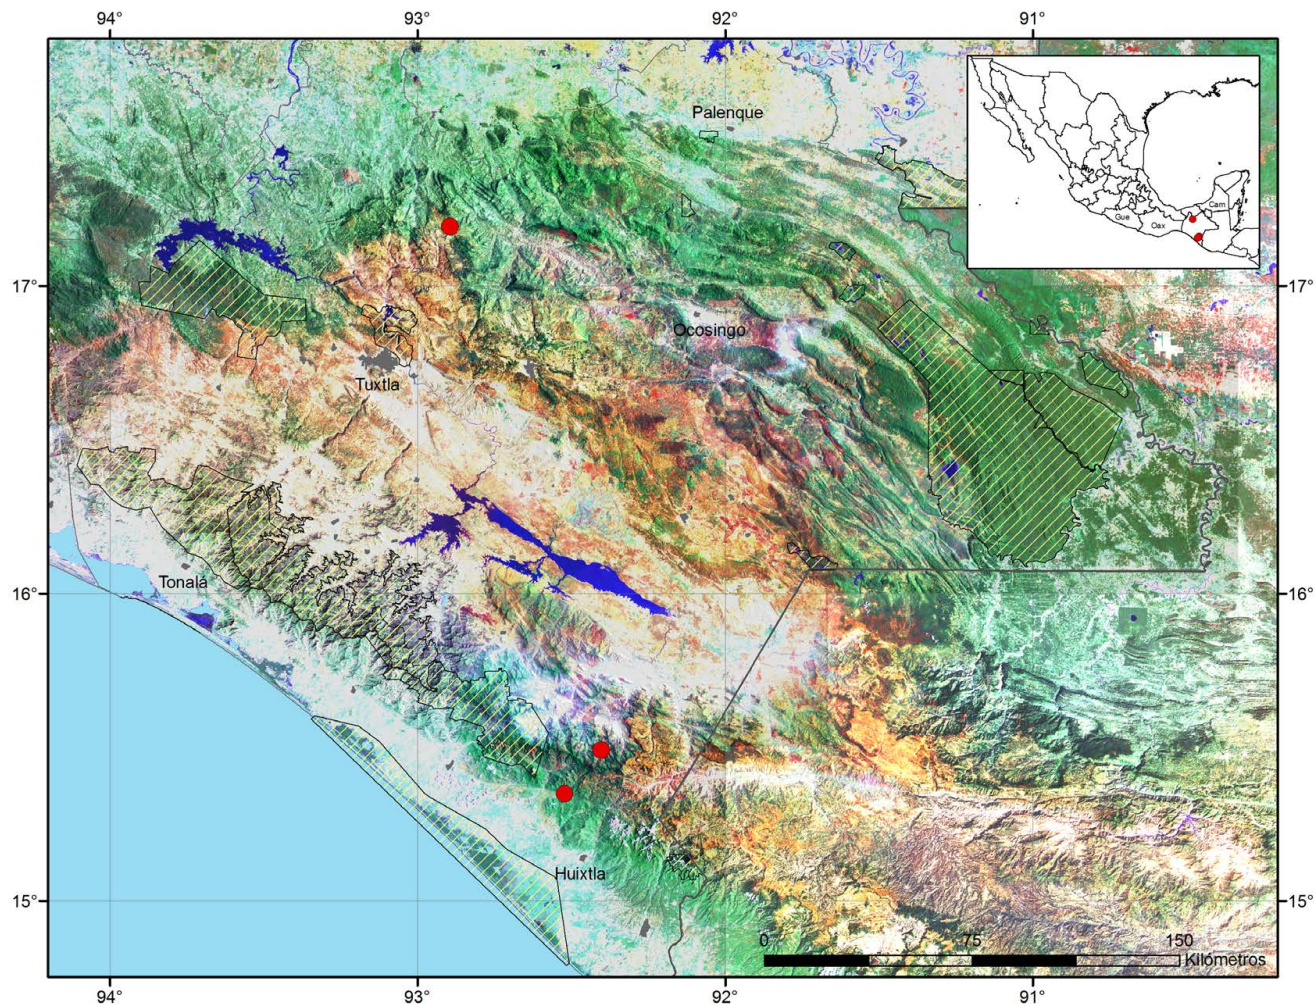 94° 93° 92° 91°
Palenque
Cam
Gue Oax
17° 17°
Ocosingo
Tuxtla
Tonalá
16° 16°
Huixtla
15° 15°
0 75 150
Kilómetros
94° 93° 92° 91°